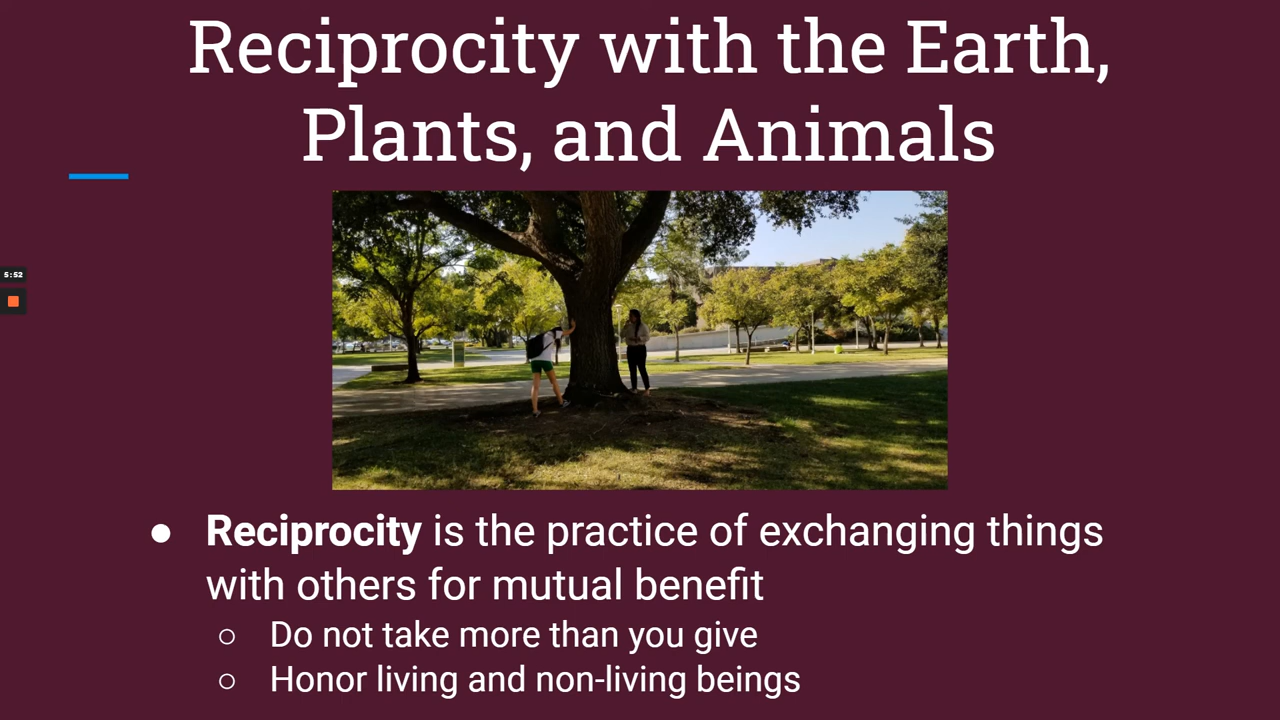 Reciprocity with the Earth,
Plants, and Animals
5:52
● Reciprocity is the practice of exchanging things
with others for mutual benefit
○ Do not take more than you give
○ Honor living and non-living beings